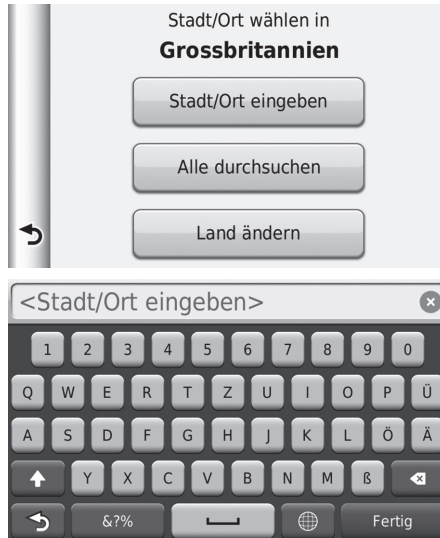 Stadt/Ort wählen in
Grossbritannien
Stadt/Ort eingeben
Alle durchsuchen
Land ändern
<Stadt/Ort eingeben>
1 2 3 4 5 6 7 8 9 0
Q W E R T Z U I O P Ü
A S D F G H J K L Ö Ä
Y X C V B N M ß
&?% Fertig